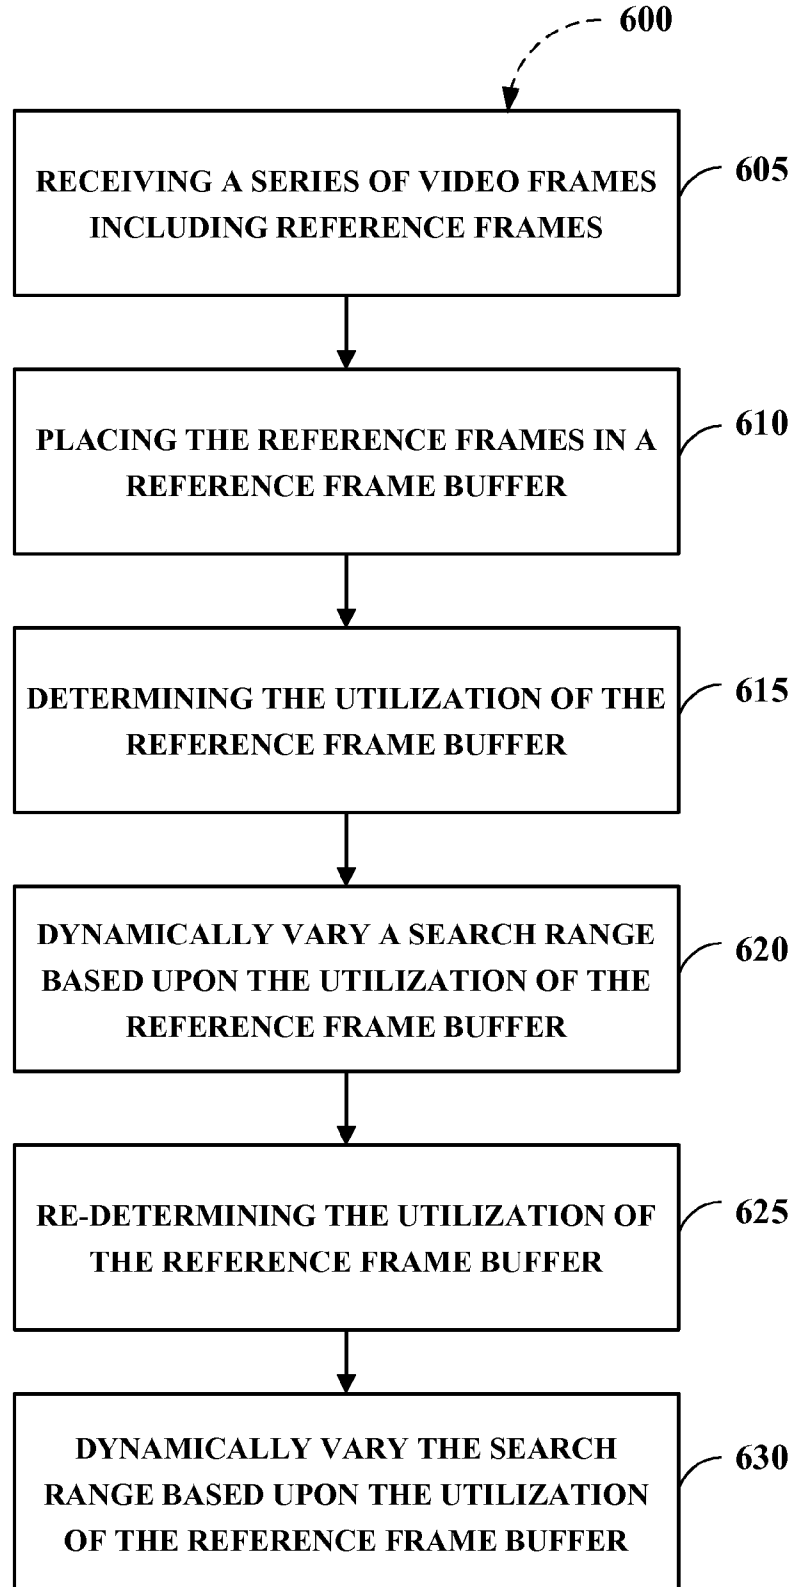 600
RECEIVING A SERIES OF VIDEO FRAMES
INCLUDING REFERENCE FRAMES
605
PLACING THE REFERENCE FRAMES IN A
REFERENCE FRAME BUFFER
610
DETERMINING THE UTILIZATION OF THE
REFERENCE FRAME BUFFER
615
DYNAMICALLY VARY A SEARCH RANGE
BASED UPON THE UTILIZATION OF THE
REFERENCE FRAME BUFFER
620
RE-DETERMINING THE UTILIZATION OF
THE REFERENCE FRAME BUFFER
625
DYNAMICALLY VARY THE SEARCH
RANGE BASED UPON THE UTILIZATION
OF THE REFERENCE FRAME BUFFER
630